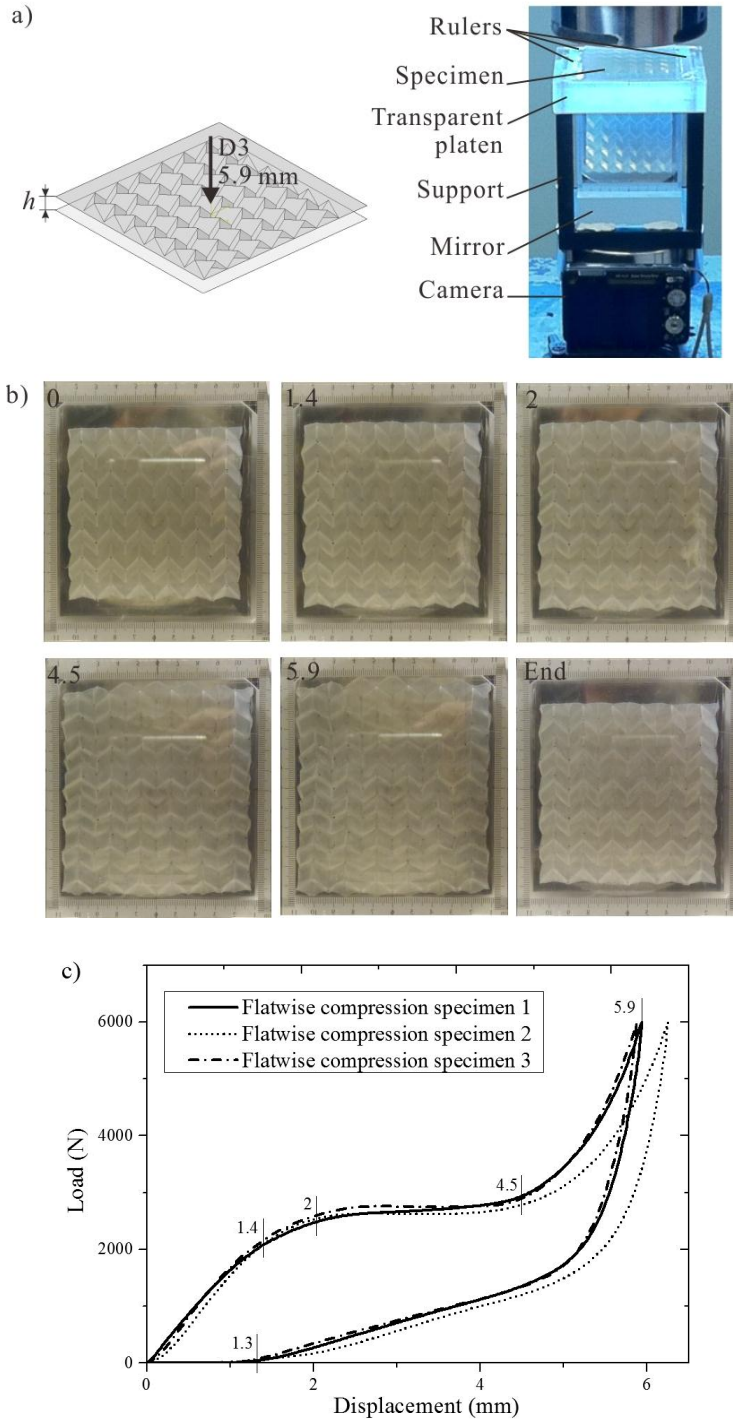 a)
Rulers
Specimen
Transparent
platen
Support
Mirror
Camera
D3
5.9 mm
h
b)
0
1.4
2
4.5
5.9
End
c)
Flatwise compression specimen 1
Flatwise compression specimen 2
Flatwise compression specimen 3
5.9
6000
4000
2000
0
4.5
2
1.4
1.3
Load (N)
0
2
4
6
Displacement (mm)